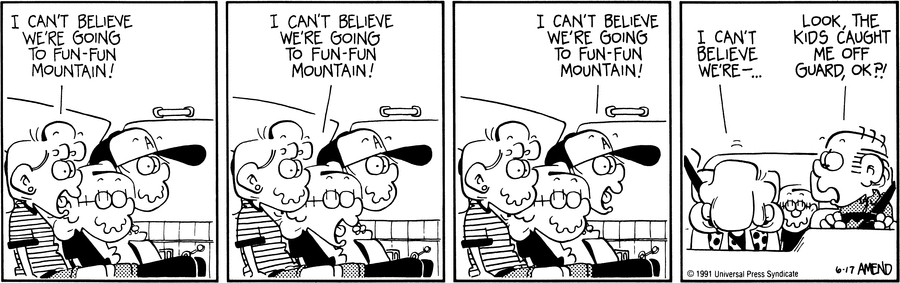 I CAN'T BELIEVE
WE'RE GOING
TO FUN-FUN
MOUNTAIN!
I CAN'T BELIEVE
WE'RE GOING
TO FUN-FUN
MOUNTAIN!
A
I CAN'T BELIEVE
WE'RE GOING
TO FUN-FUN
MOUNTAIN!
A
I CAN'T
BELIEVE
WE'RE—...
LOOK, THE
KIDS CAUGHT
ME OFF
GUARD, OK?!
© 1991 Universal Press Syndicate
6-17 AMEND